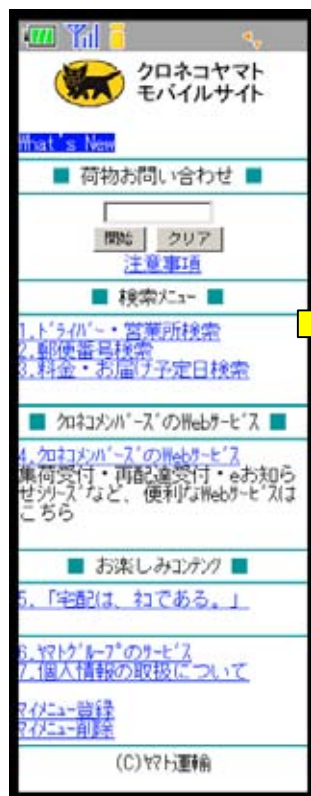 クロネコヤマト
モバイルサイト
What's New
■ 荷物お問い合わせ ■
開始 クリア
注意事項
■ 検索ﾒﾆｭｰ ■
1.ﾄﾞﾗｲﾊﾞｰ・営業所検索
2.郵便番号検索
3.料金・お届け予定日検索
■ ｸﾛﾈｺﾒﾝﾊﾞｰｽﾞのWebｻｰﾋﾞｽ ■
4.ｸﾛﾈｺﾒﾝﾊﾞｰｽﾞのWebｻｰﾋﾞｽ
集荷受付・再配達受付・eお知ら
せｼﾘｰｽﾞなど、便利なWebｻｰﾋﾞｽは
こちら
■ お楽しみｺﾝﾃﾝﾂ ■
5.「宅配は、ﾈｺである。」
6.ﾔﾏﾄｸﾞﾙｰﾌﾟのｻｰﾋﾞｽ
7.個人情報の取扱について
ﾏｲﾒﾆｭｰ登録
ﾏｲﾒﾆｭｰ削除
(C)ﾔﾏﾄ運輸